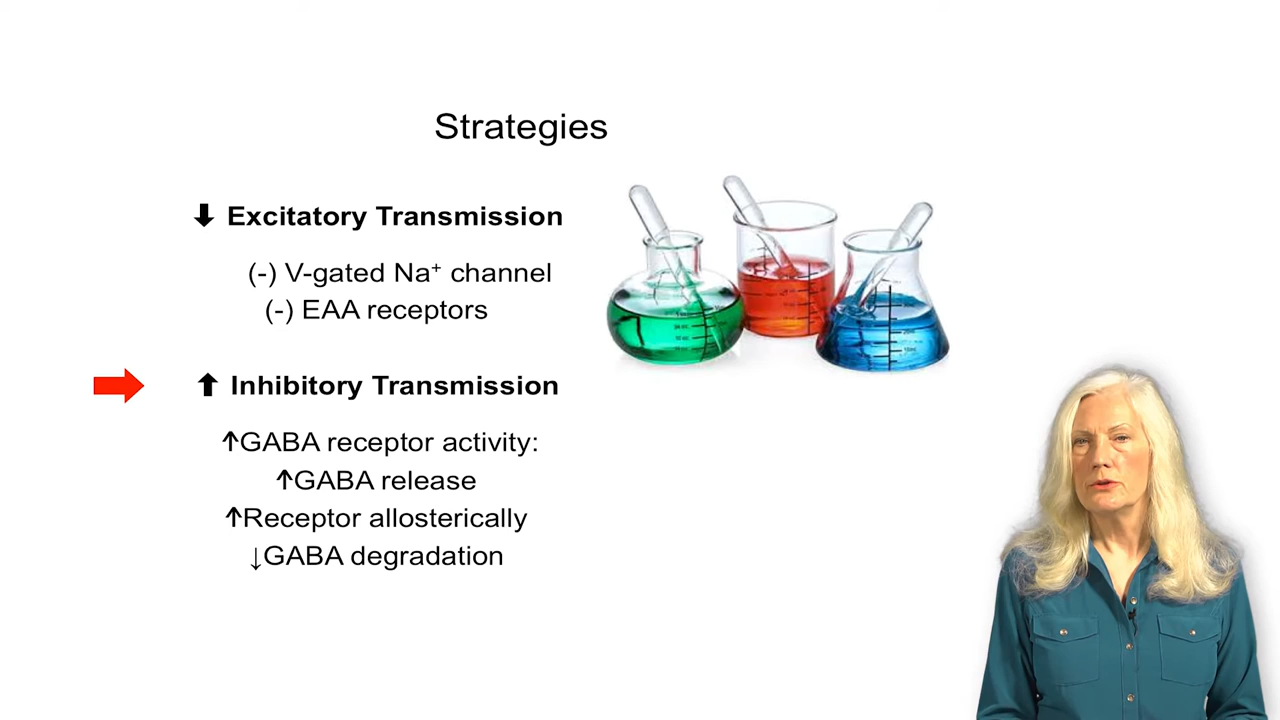 Strategies
⬇ Excitatory Transmission
(-) V-gated Na⁺ channel
(-) EAA receptors
⬆ Inhibitory Transmission
↑GABA receptor activity:
↑GABA release
↑Receptor allosterically
↓GABA degradation